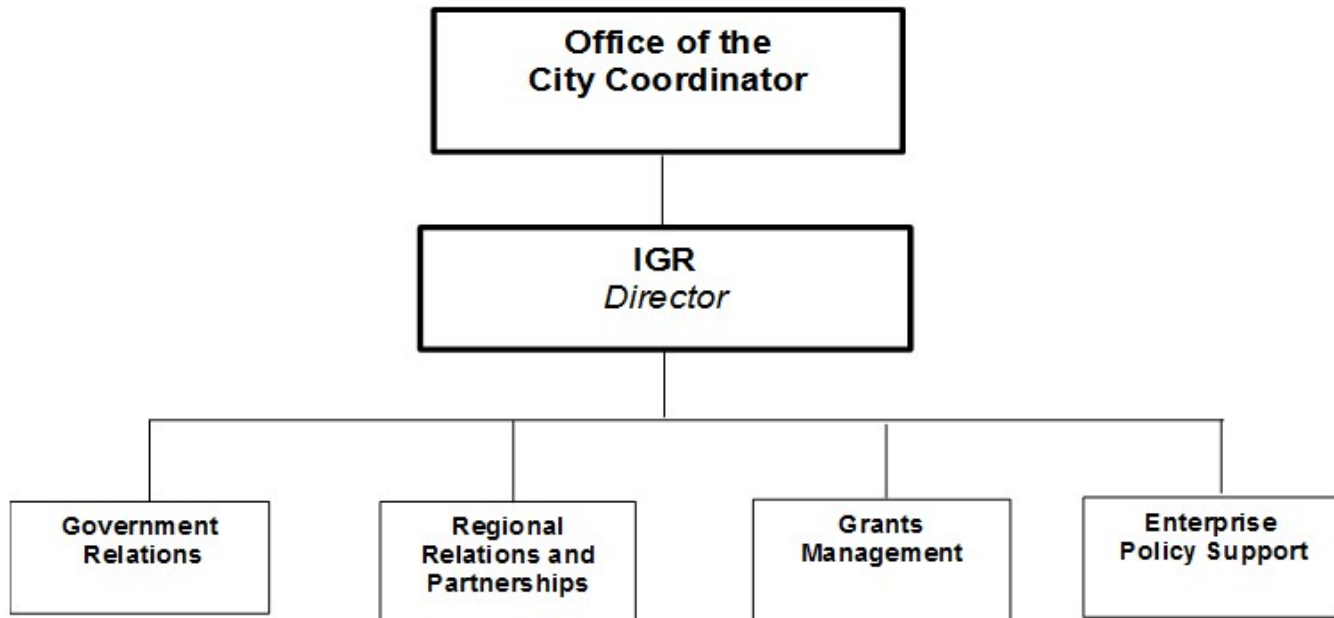 Office of the
City Coordinator
IGR
Director
Government
Relations
Regional
Relations and
Partnerships
Grants
Management
Enterprise
Policy Support